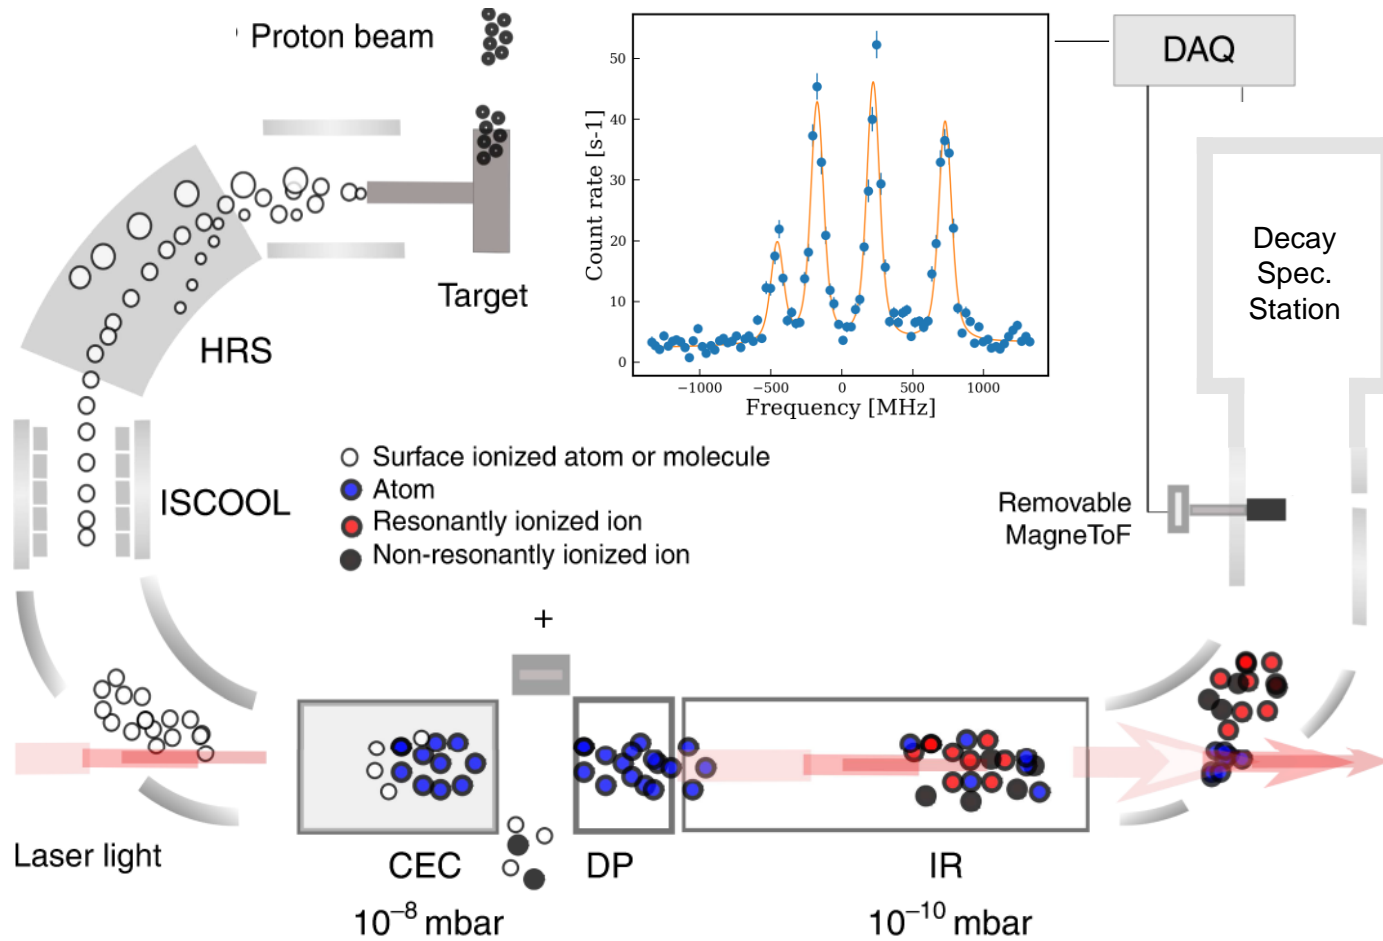 Proton beam
DAQ
50
40
30
20
10
0
Count rate [s-1]
−1000
−500
0
500
1000
Frequency [MHz]
Decay
Spec.
Station
Target
HRS
Surface ionized atom or molecule
Atom
Resonantly ionized ion
Non-resonantly ionized ion
ISCOOL
Removable
MagneToF
+
Laser light
CEC
DP
IR
10⁻⁸ mbar
10⁻¹⁰ mbar